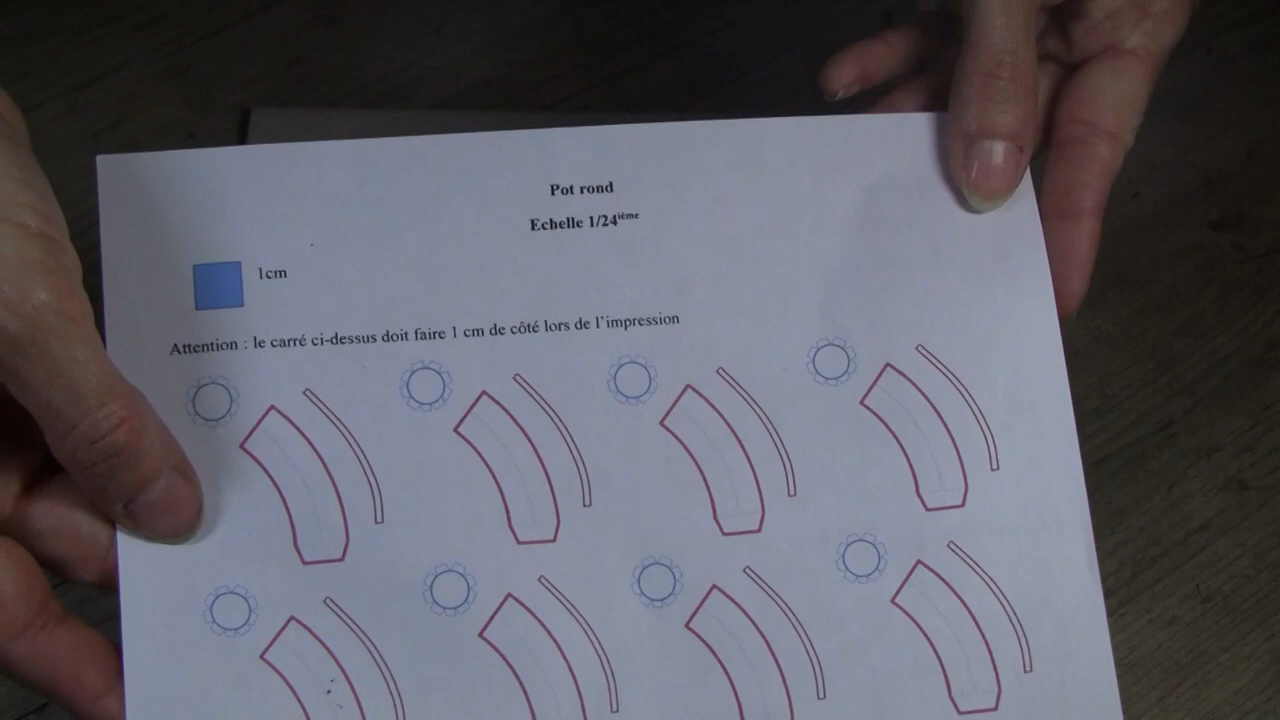 Pot rond
Echelle 1/24ième
1cm
Attention : le carré ci-dessus doit faire 1 cm de côté lors de l'impression